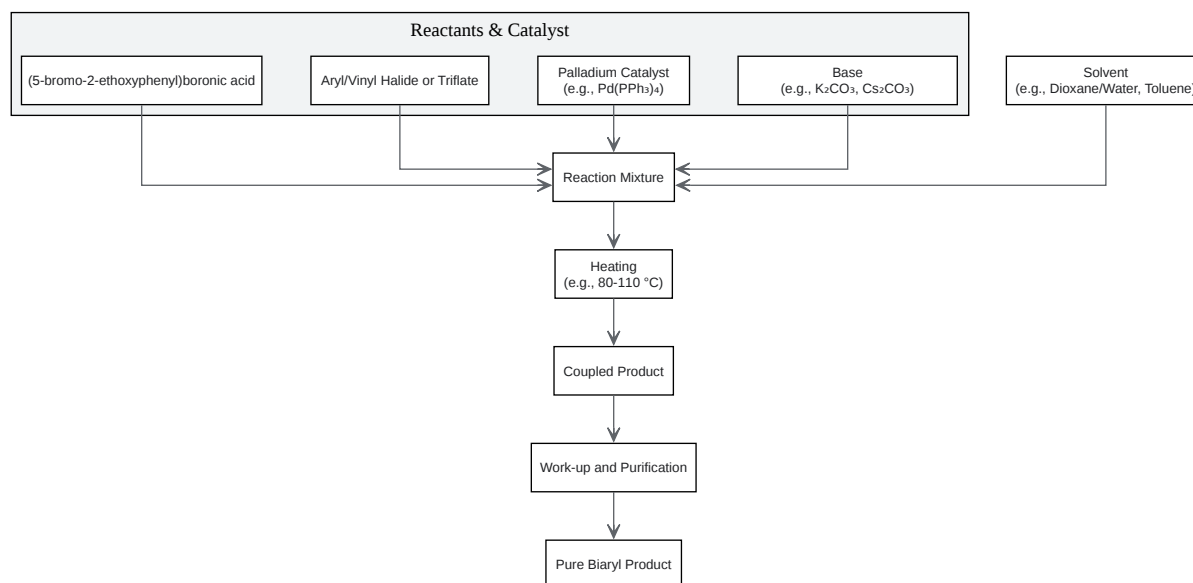 Reactants & Catalyst
(5-bromo-2-ethoxyphenyl)boronic acid
Aryl/Vinyl Halide or Triflate
Palladium Catalyst
(e.g., Pd(PPh₃)₄)
Base
(e.g., K₂CO₃, Cs₂CO₃)
Solvent
(e.g., Dioxane/Water, Toluene)
Reaction Mixture
Heating
(e.g., 80-110 °C)
Coupled Product
Work-up and Purification
Pure Biaryl Product